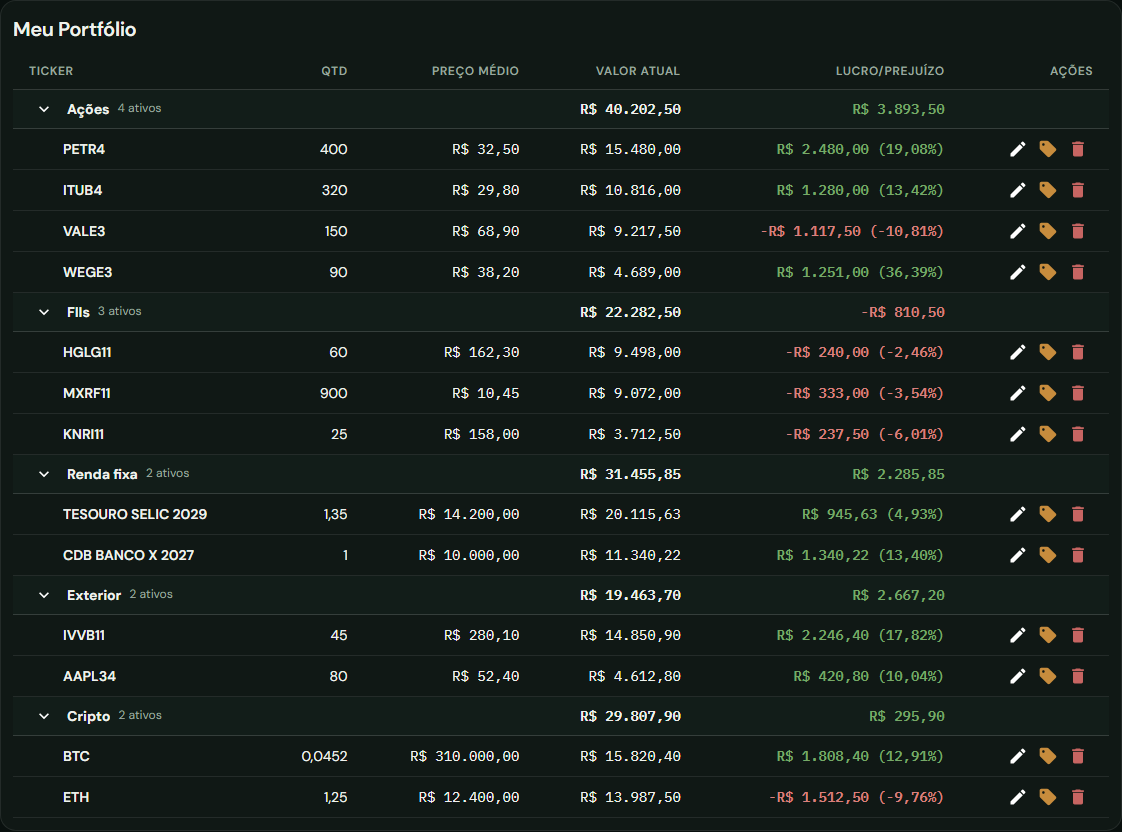 Meu Portfólio
TICKER QTD PREÇO MÉDIO VALOR ATUAL LUCRO/PREJUÍZO AÇÕES
Ações 4 ativos R$ 40.202,50 R$ 3.893,50
PETR4 400 R$ 32,50 R$ 15.480,00 R$ 2.480,00 (19,08%)
ITUB4 320 R$ 29,80 R$ 10.816,00 R$ 1.280,00 (13,42%)
VALE3 150 R$ 68,90 R$ 9.217,50 -R$ 1.117,50 (-10,81%)
WEGE3 90 R$ 38,20 R$ 4.689,00 R$ 1.251,00 (36,39%)
FIIs 3 ativos R$ 22.282,50 -R$ 810,50
HGLG11 60 R$ 162,30 R$ 9.498,00 -R$ 240,00 (-2,46%)
MXRF11 900 R$ 10,45 R$ 9.072,00 -R$ 333,00 (-3,54%)
KNRI11 25 R$ 158,00 R$ 3.712,50 -R$ 237,50 (-6,01%)
Renda fixa 2 ativos R$ 31.455,85 R$ 2.285,85
TESOURO SELIC 2029 1,35 R$ 14.200,00 R$ 20.115,63 R$ 945,63 (4,93%)
CDB BANCO X 2027 1 R$ 10.000,00 R$ 11.340,22 R$ 1.340,22 (13,40%)
Exterior 2 ativos R$ 19.463,70 R$ 2.667,20
IVVB11 45 R$ 280,10 R$ 14.850,90 R$ 2.246,40 (17,82%)
AAPL34 80 R$ 52,40 R$ 4.612,80 R$ 420,80 (10,04%)
Cripto 2 ativos R$ 29.807,90 R$ 295,90
BTC 0,0452 R$ 310.000,00 R$ 15.820,40 R$ 1.808,40 (12,91%)
ETH 1,25 R$ 12.400,00 R$ 13.987,50 -R$ 1.512,50 (-9,76%)